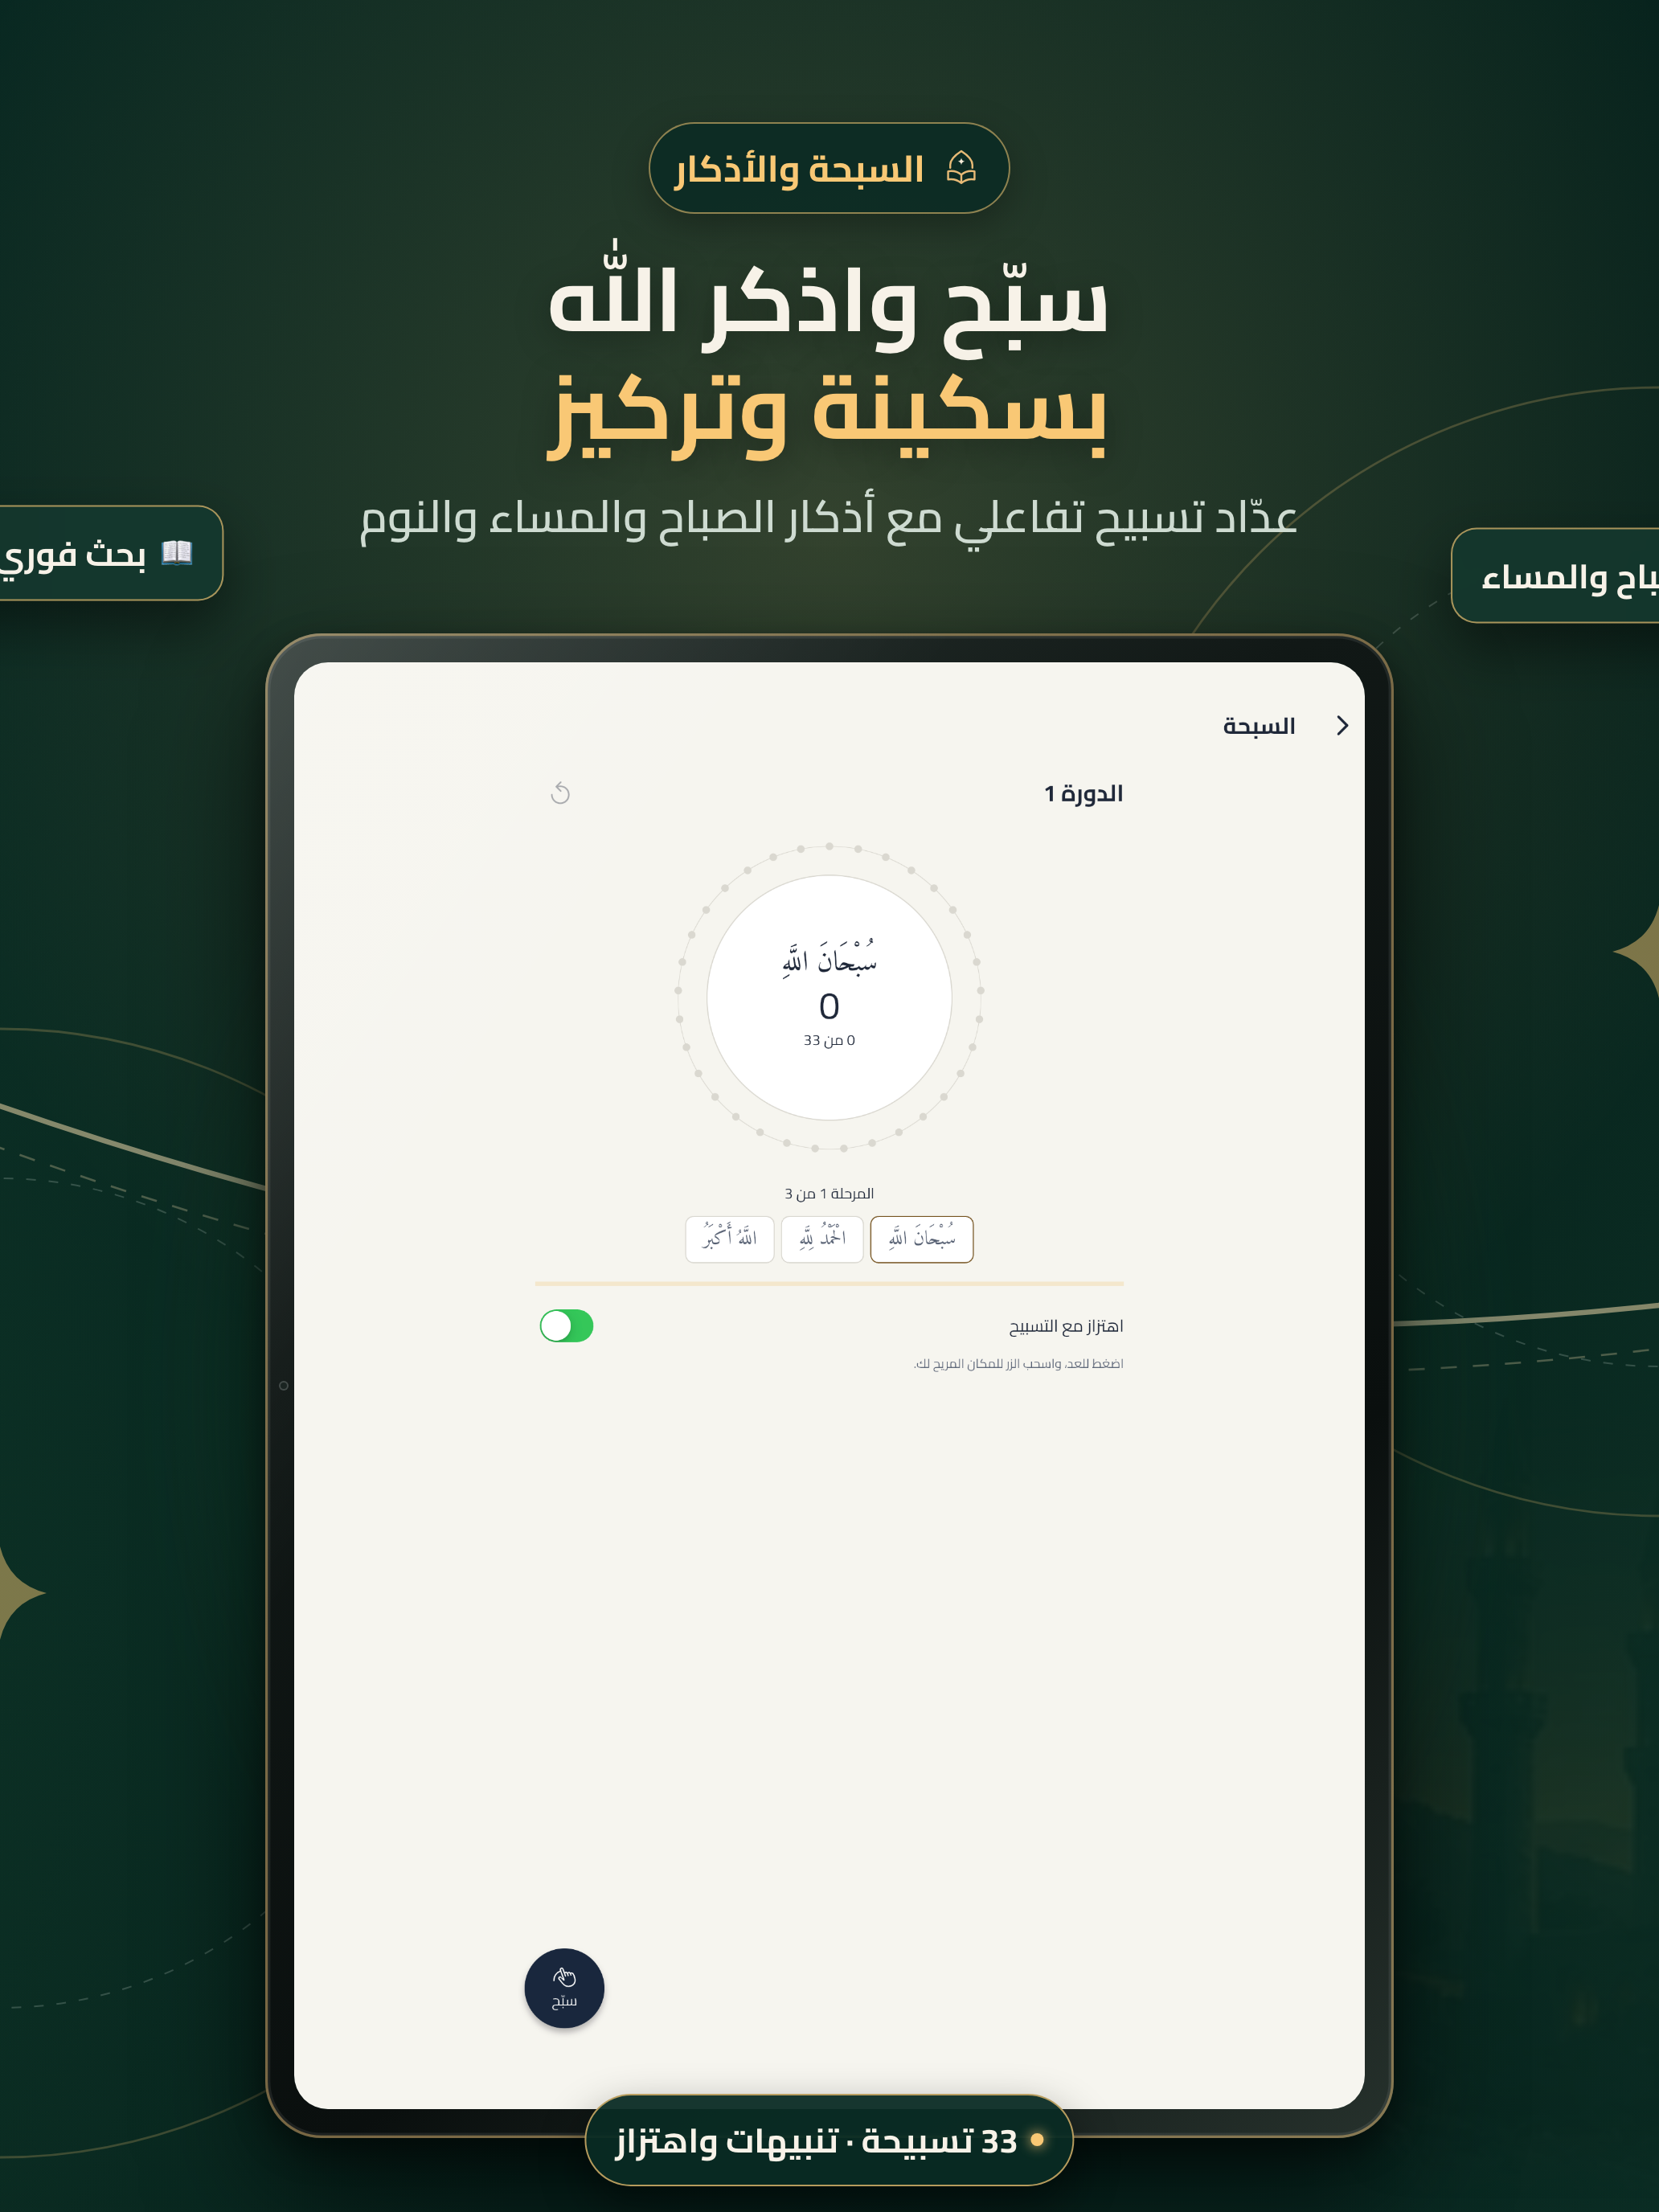 السبحة والأذكار
سبّح واذكر الله
بسكينة وتركيز
عدّاد تسبيح تفاعلي مع أذكار الصباح والمساء والنوم
والمساء
بحث فوري
السبحة
الدورة 1
سُبْحَانَ اللَّهِ
0
0 من 33
المرحلة 1 من 3
سُبْحَانَ اللَّهِ
الْحَمْدُ لِلَّهِ
اللَّهُ أَكْبَرُ
اهتزاز مع التسبيح
اضغط للعد، واسحب الزر للمكان المريح لك.
سبّح
33 تسبيحة · تنبيهات واهتزاز